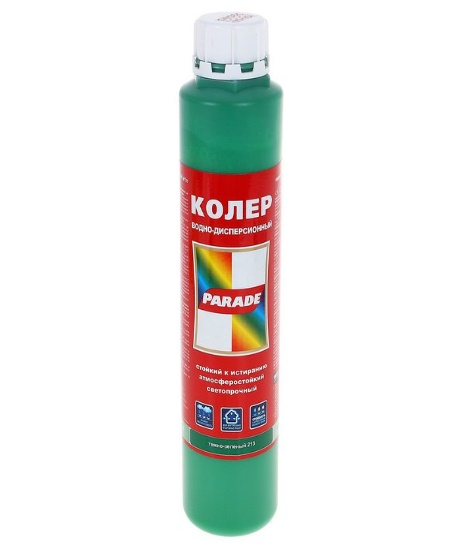 КОЛЕР
ВОДНО-ДИСПЕРСИОННЫЙ
PARADE
стойкий к истиранию
атмосферостойкий
светопрочный
темно-зеленый 213